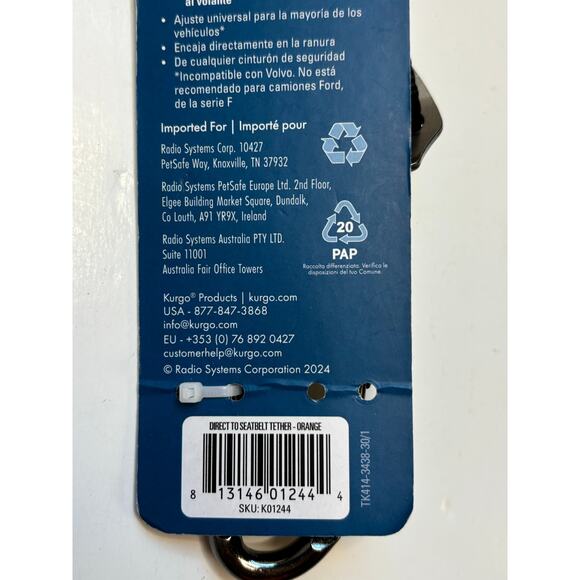 al volante
• Ajuste universal para la mayoría de los
vehículos*
• Encaja directamente en la ranura
• De cualquier cinturón de seguridad
*Incompatible con Volvo. No está
recomendado para camiones Ford,
de la serie F
Imported For | Importé pour
Radio Systems Corp. 10427
PetSafe Way, Knoxville, TN 37932
Radio Systems PetSafe Europe Ltd. 2nd Floor,
Elgee Building Market Square, Dundalk,
Co Louth, A91 YR9X, Ireland
Radio Systems Australia PTY LTD.
Suite 11001
Australia Fair Office Towers
20
PAP
Raccolta differenziata. Verifica le
disposizioni del tuo Comune.
Kurgo® Products | kurgo.com
USA - 877-847-3868
info@kurgo.com
EU - +353 (0) 76 892 0427
customerhelp@kurgo.com
© Radio Systems Corporation 2024
DIRECT TO SEATBELT TETHER - ORANGE
8 13146 01244 4
SKU: K01244
TK414-3438-30/1